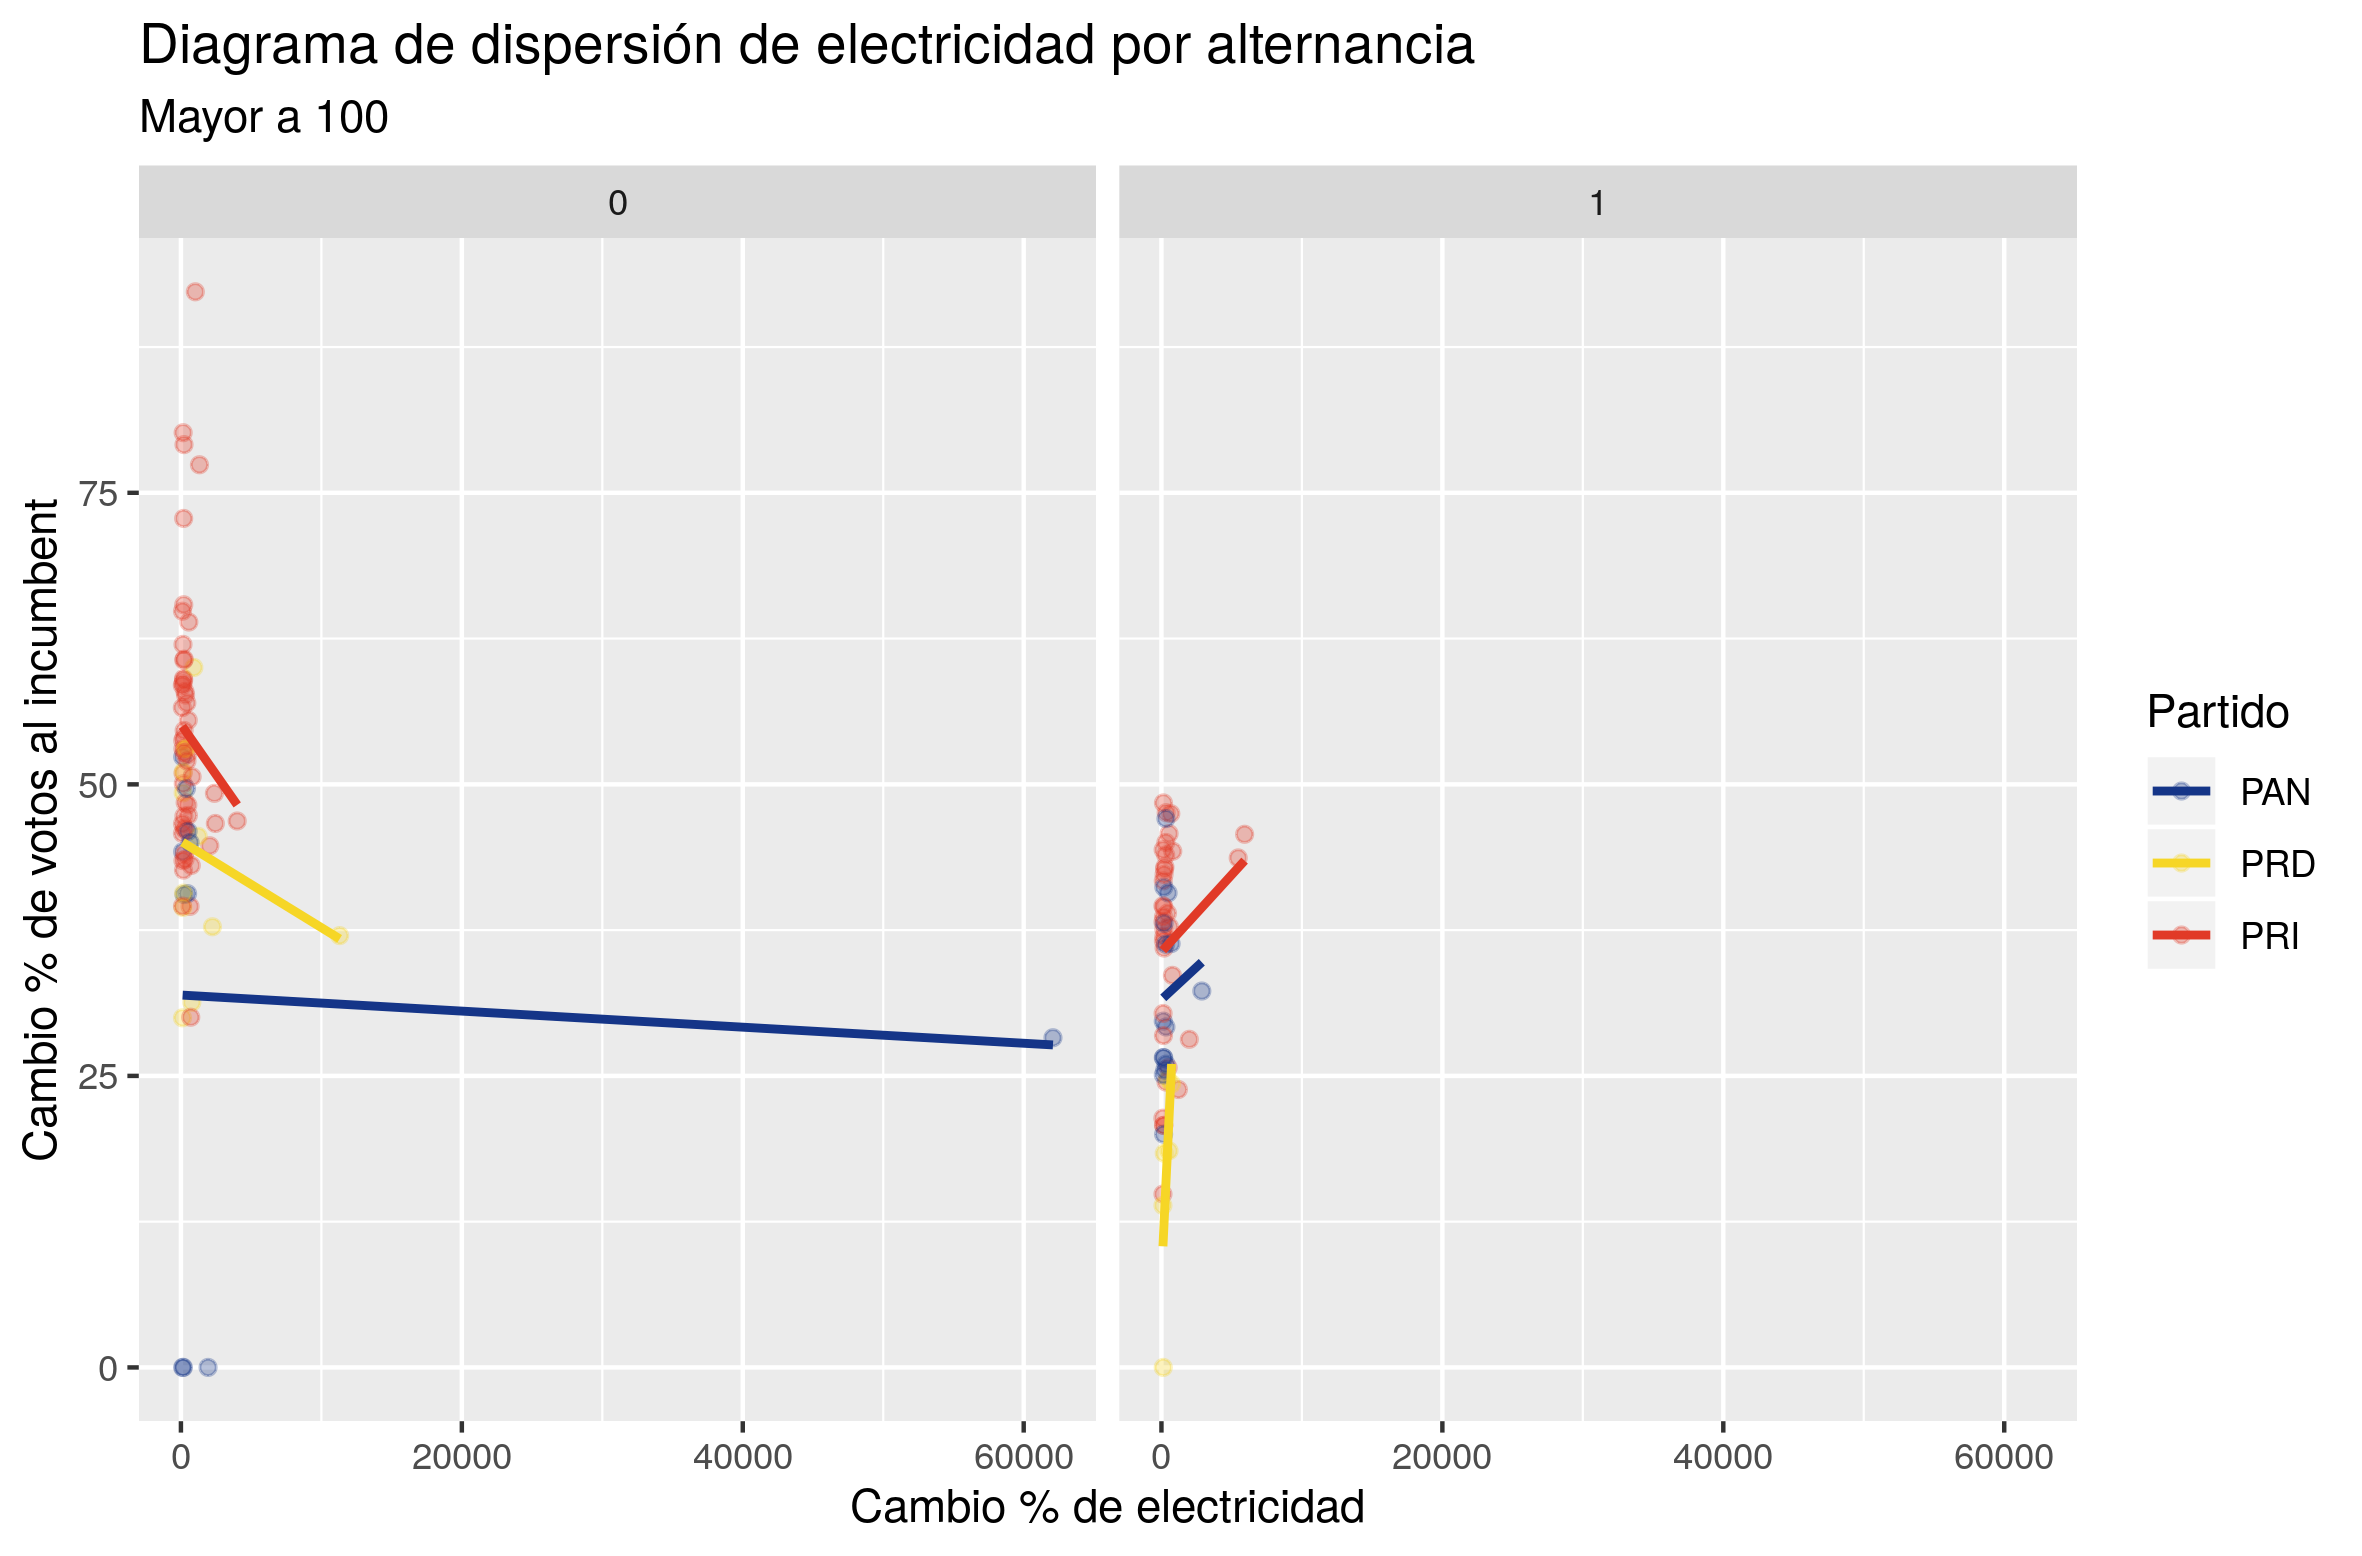 Diagrama de dispersión de electricidad por alternancia
Mayor a 100
0
1
Cambio % de votos al incumbent
75
50
25
0
0
20000
40000
60000
0
20000
40000
60000
Cambio % de electricidad
Partido
PAN
PRD
PRI